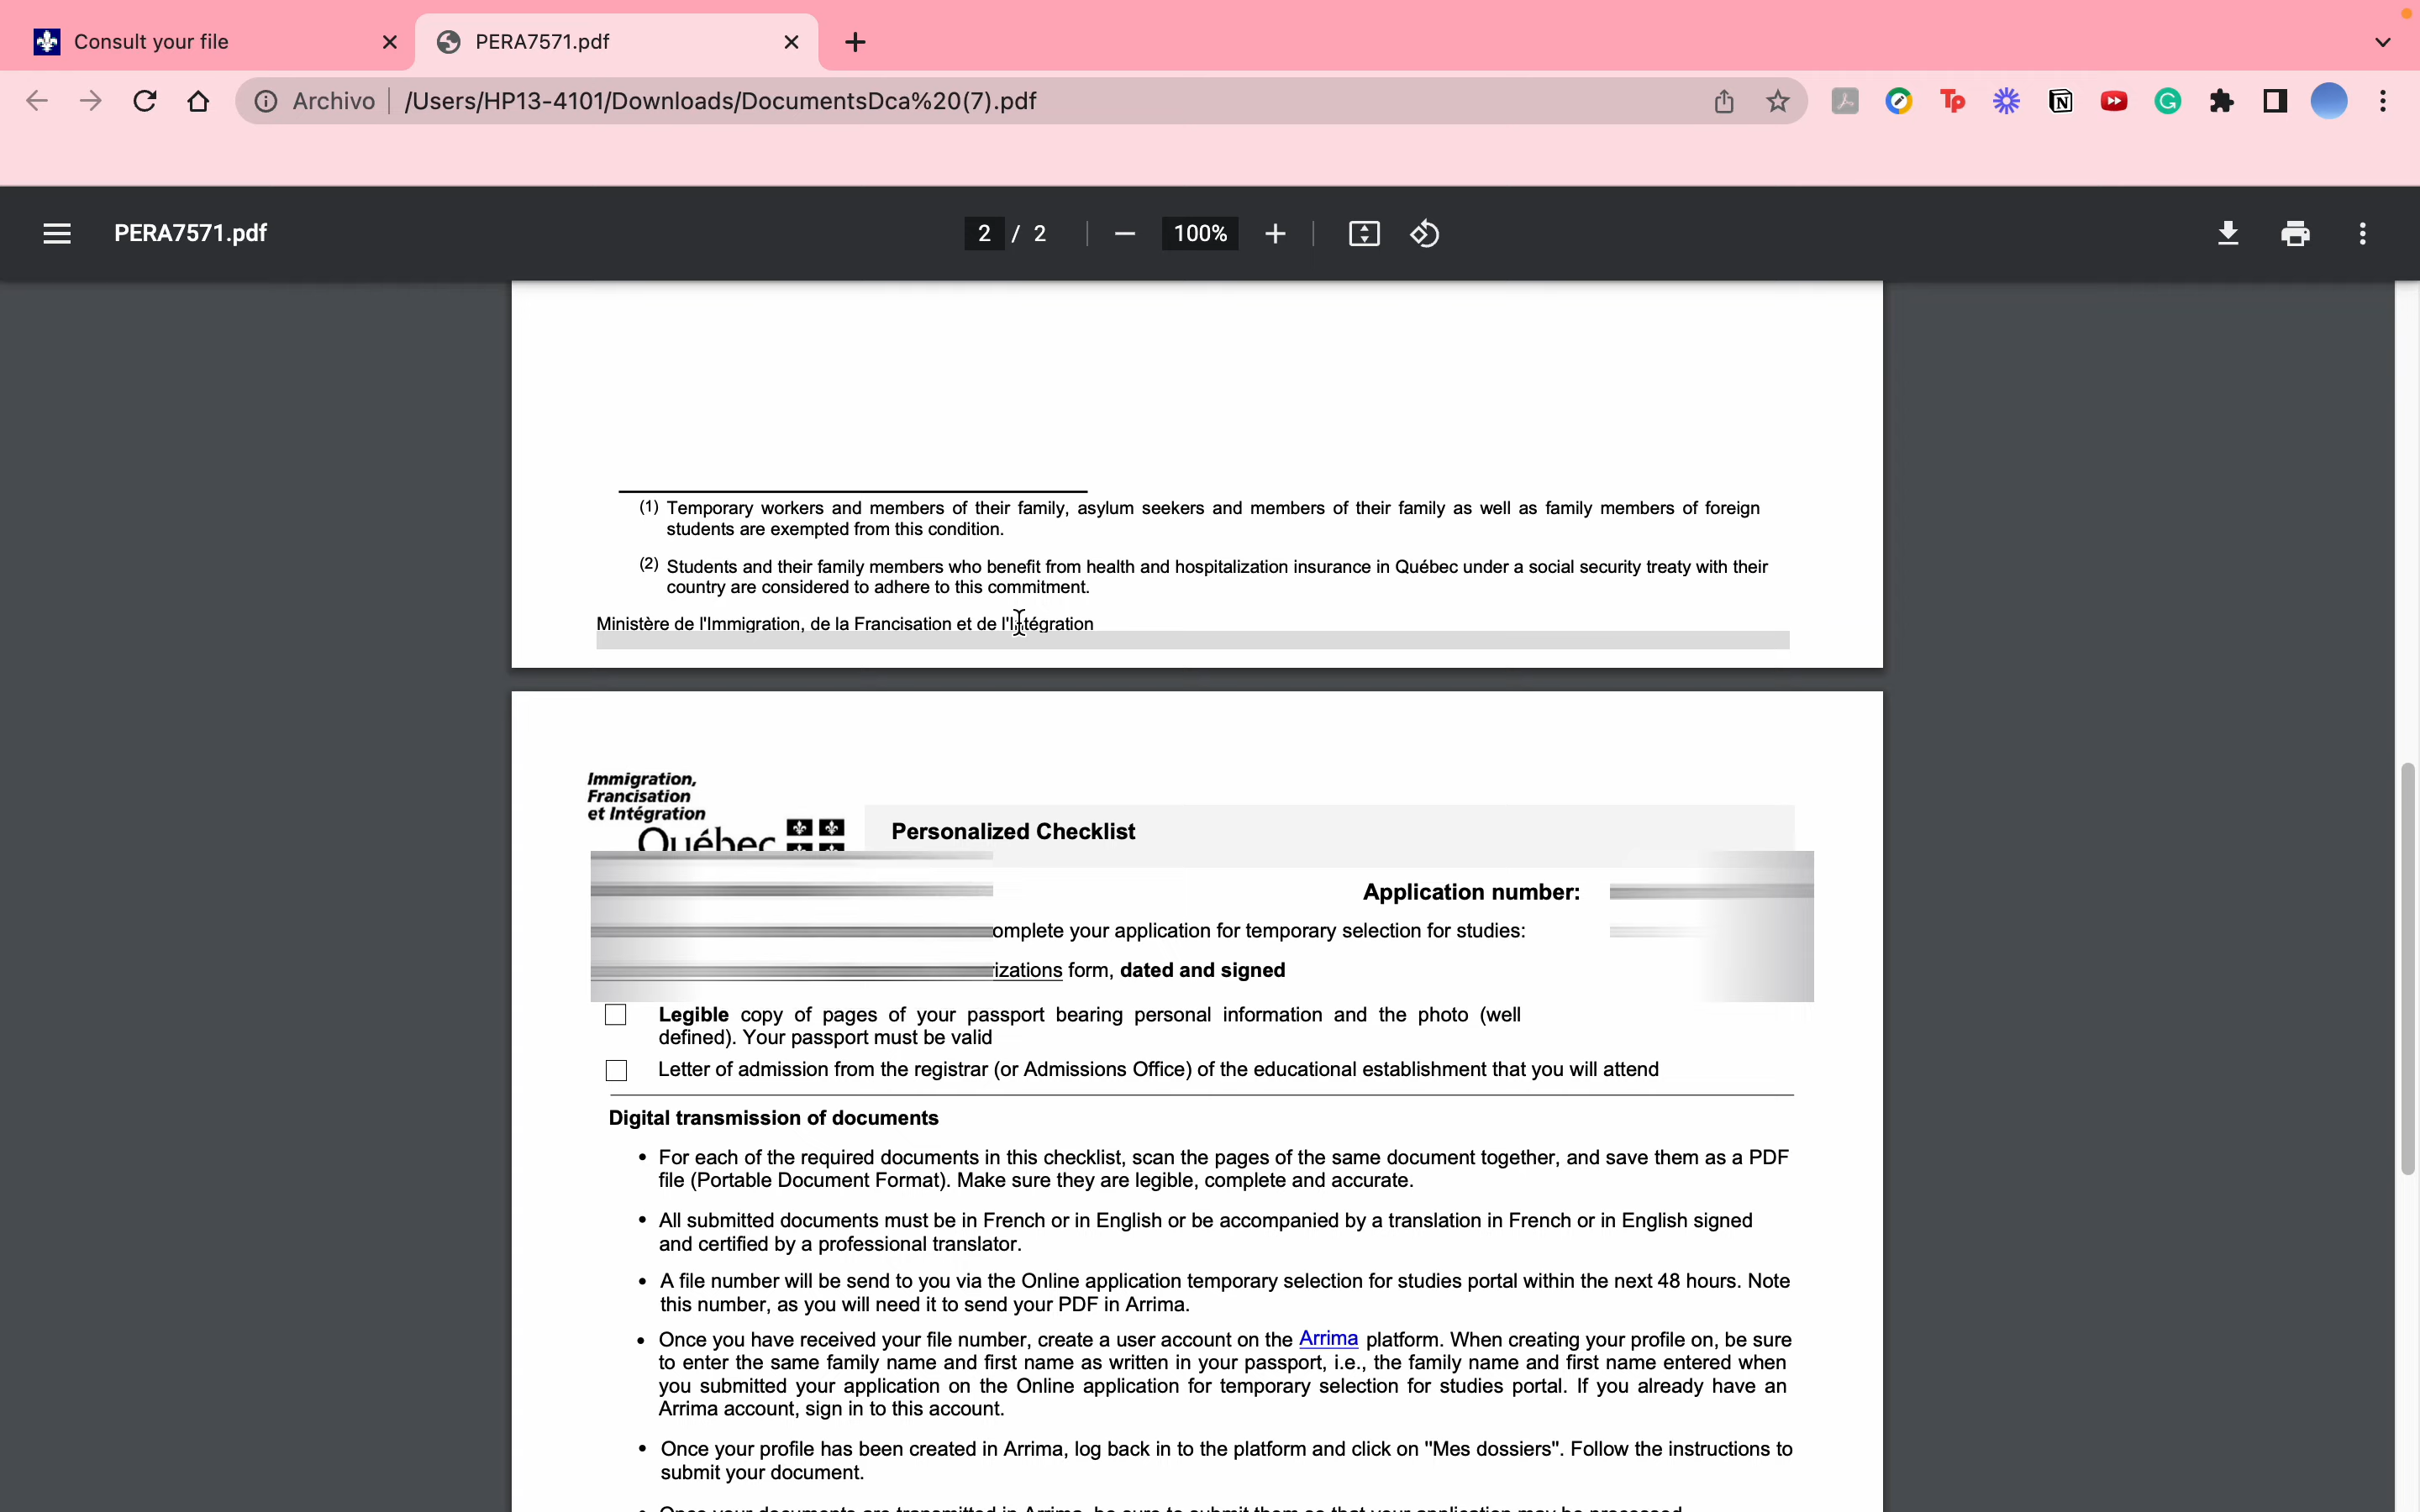 Consult your file
PERA7571.pdf
Archivo /Users/HP13-4101/Downloads/DocumentsDca%20(7).pdf
Tp
PERA7571.pdf
2 / 2
100%
(1) Temporary workers and members of their family, asylum seekers and members of their family as well as family members of foreign
students are exempted from this condition.
(2) Students and their family members who benefit from health and hospitalization insurance in Québec under a social security treaty with their
country are considered to adhere to this commitment.
Ministère de l'Immigration, de la Francisation et de l'Intégration
Immigration,
Francisation
et Intégration
Québec
Personalized Checklist
Application number:
omplete your application for temporary selection for studies:
izations form, dated and signed
Legible copy of pages of your passport bearing personal information and the photo (well
defined). Your passport must be valid
Letter of admission from the registrar (or Admissions Office) of the educational establishment that you will attend
Digital transmission of documents
• For each of the required documents in this checklist, scan the pages of the same document together, and save them as a PDF
file (Portable Document Format). Make sure they are legible, complete and accurate.
• All submitted documents must be in French or in English or be accompanied by a translation in French or in English signed
and certified by a professional translator.
• A file number will be send to you via the Online application temporary selection for studies portal within the next 48 hours. Note
this number, as you will need it to send your PDF in Arrima.
• Once you have received your file number, create a user account on the Arrima platform. When creating your profile on, be sure
to enter the same family name and first name as written in your passport, i.e., the family name and first name entered when
you submitted your application on the Online application for temporary selection for studies portal. If you already have an
Arrima account, sign in to this account.
• Once your profile has been created in Arrima, log back in to the platform and click on "Mes dossiers". Follow the instructions to
submit your document.